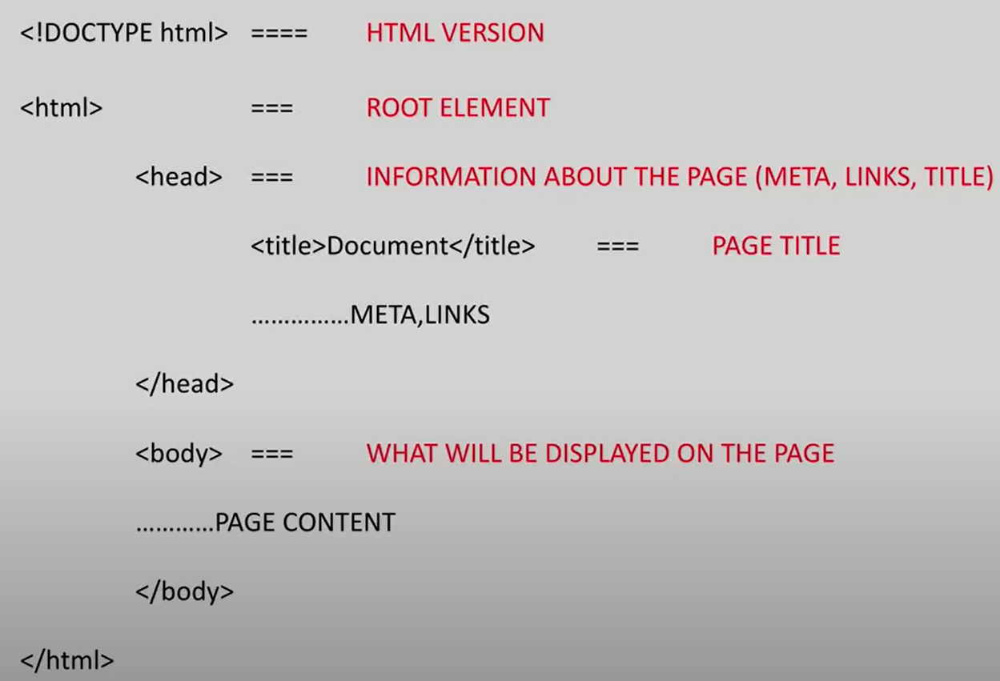 <!DOCTYPE html> ==== HTML VERSION
<html> === ROOT ELEMENT
<head> === INFORMATION ABOUT THE PAGE (META, LINKS, TITLE)
<title>Document</title> === PAGE TITLE
...............META,LINKS
</head>
<body> === WHAT WILL BE DISPLAYED ON THE PAGE
............PAGE CONTENT
</body>
</html>